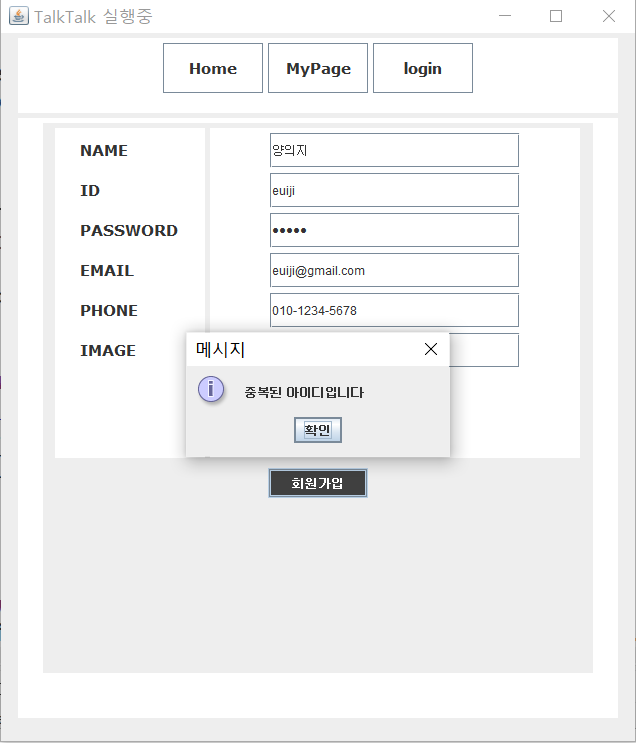 TalkTalk 실행중
Home MyPage login
NAME 양의지
ID euiji
PASSWORD •••••
EMAIL euiji@gmail.com
PHONE 010-1234-5678
IMAGE
메시지
중복된 아이디입니다
확인
회원가입